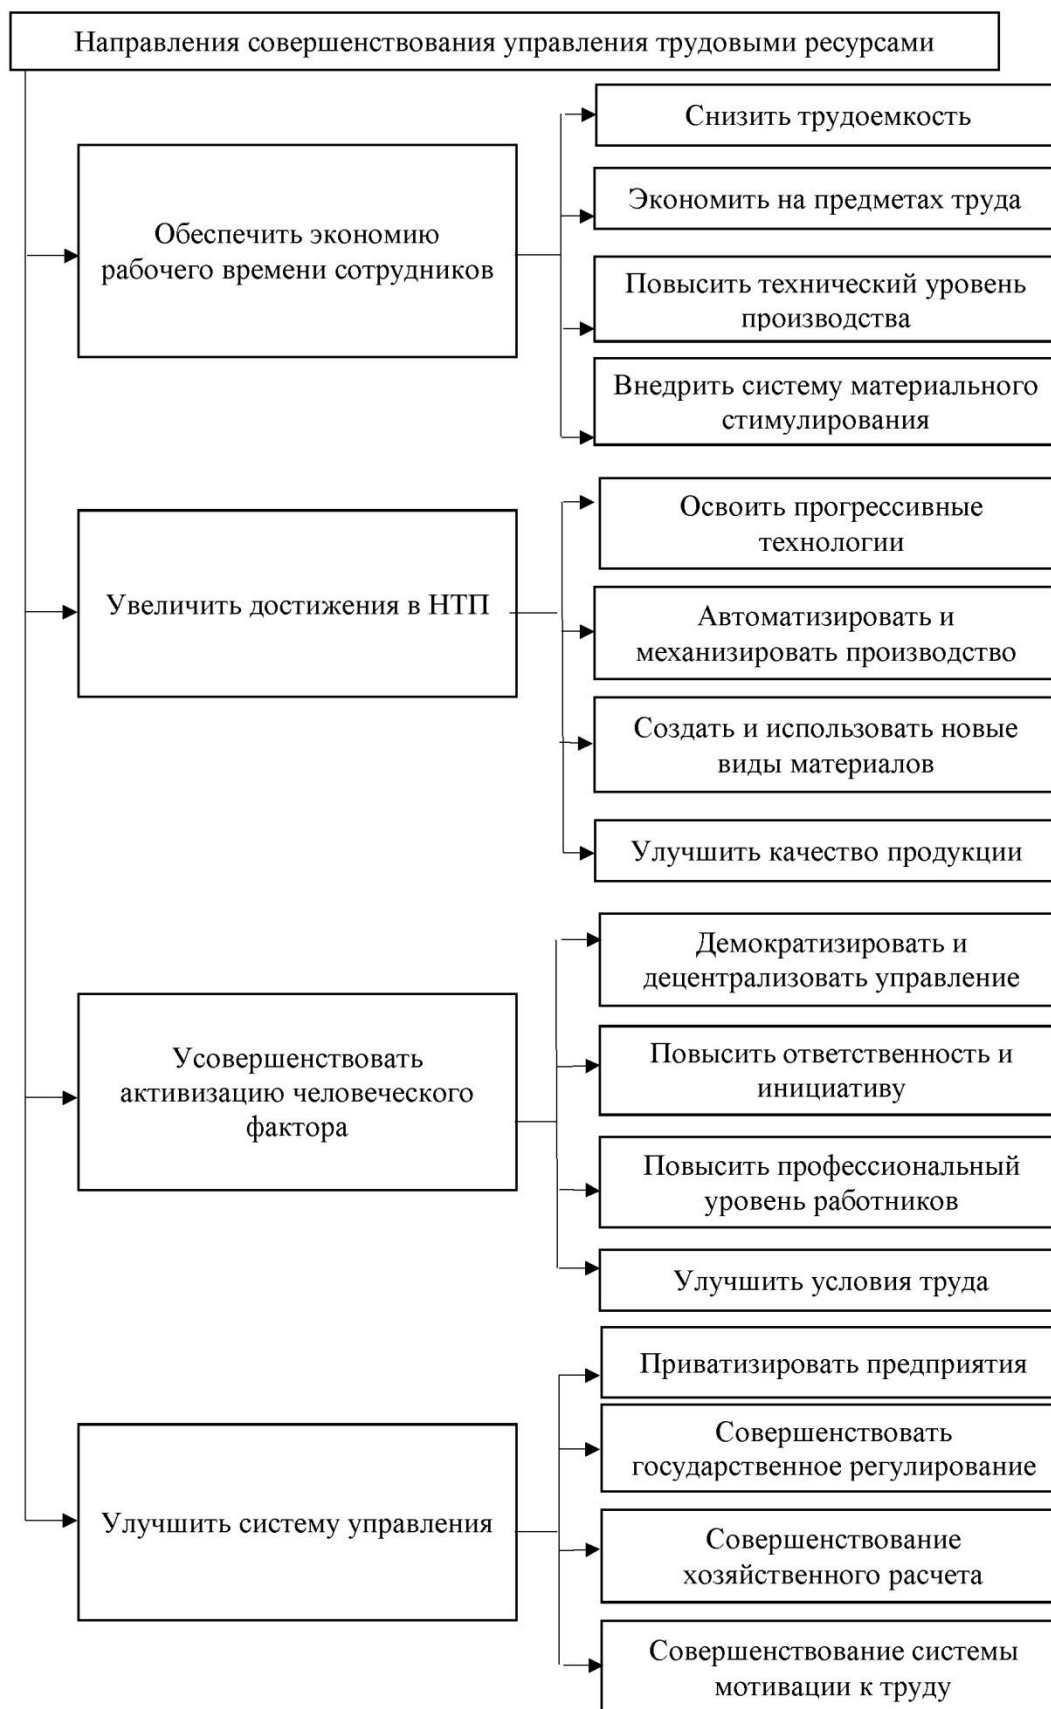 Направления совершенствования управления трудовыми ресурсами
Обеспечить экономию
рабочего времени сотрудников
Снизить трудоемкость
Экономить на предметах труда
Повысить технический уровень
производства
Внедрить систему материального
стимулирования
Увеличить достижения в НТП
Освоить прогрессивные
технологии
Автоматизировать и
механизировать производство
Создать и использовать новые
виды материалов
Улучшить качество продукции
Усовершенствовать
активизацию человеческого
фактора
Демократизировать и
децентрализовать управление
Повысить ответственность и
инициативу
Повысить профессиональный
уровень работников
Улучшить условия труда
Улучшить систему управления
Приватизировать предприятия
Совершенствовать
государственное регулирование
Совершенствование
хозяйственного расчета
Совершенствование системы
мотивации к труду